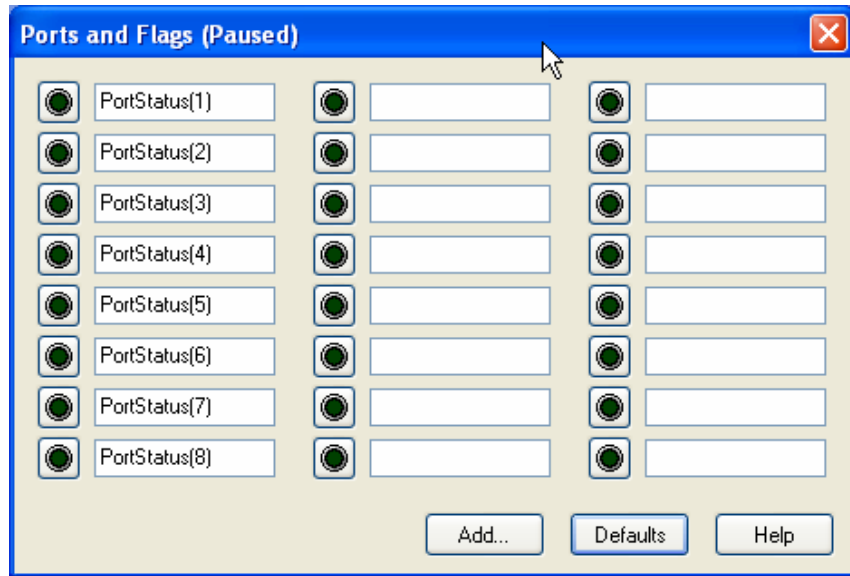 Ports and Flags (Paused)
PortStatus(1)
PortStatus(2)
PortStatus(3)
PortStatus(4)
PortStatus(5)
PortStatus(6)
PortStatus(7)
PortStatus(8)
Add... Defaults Help